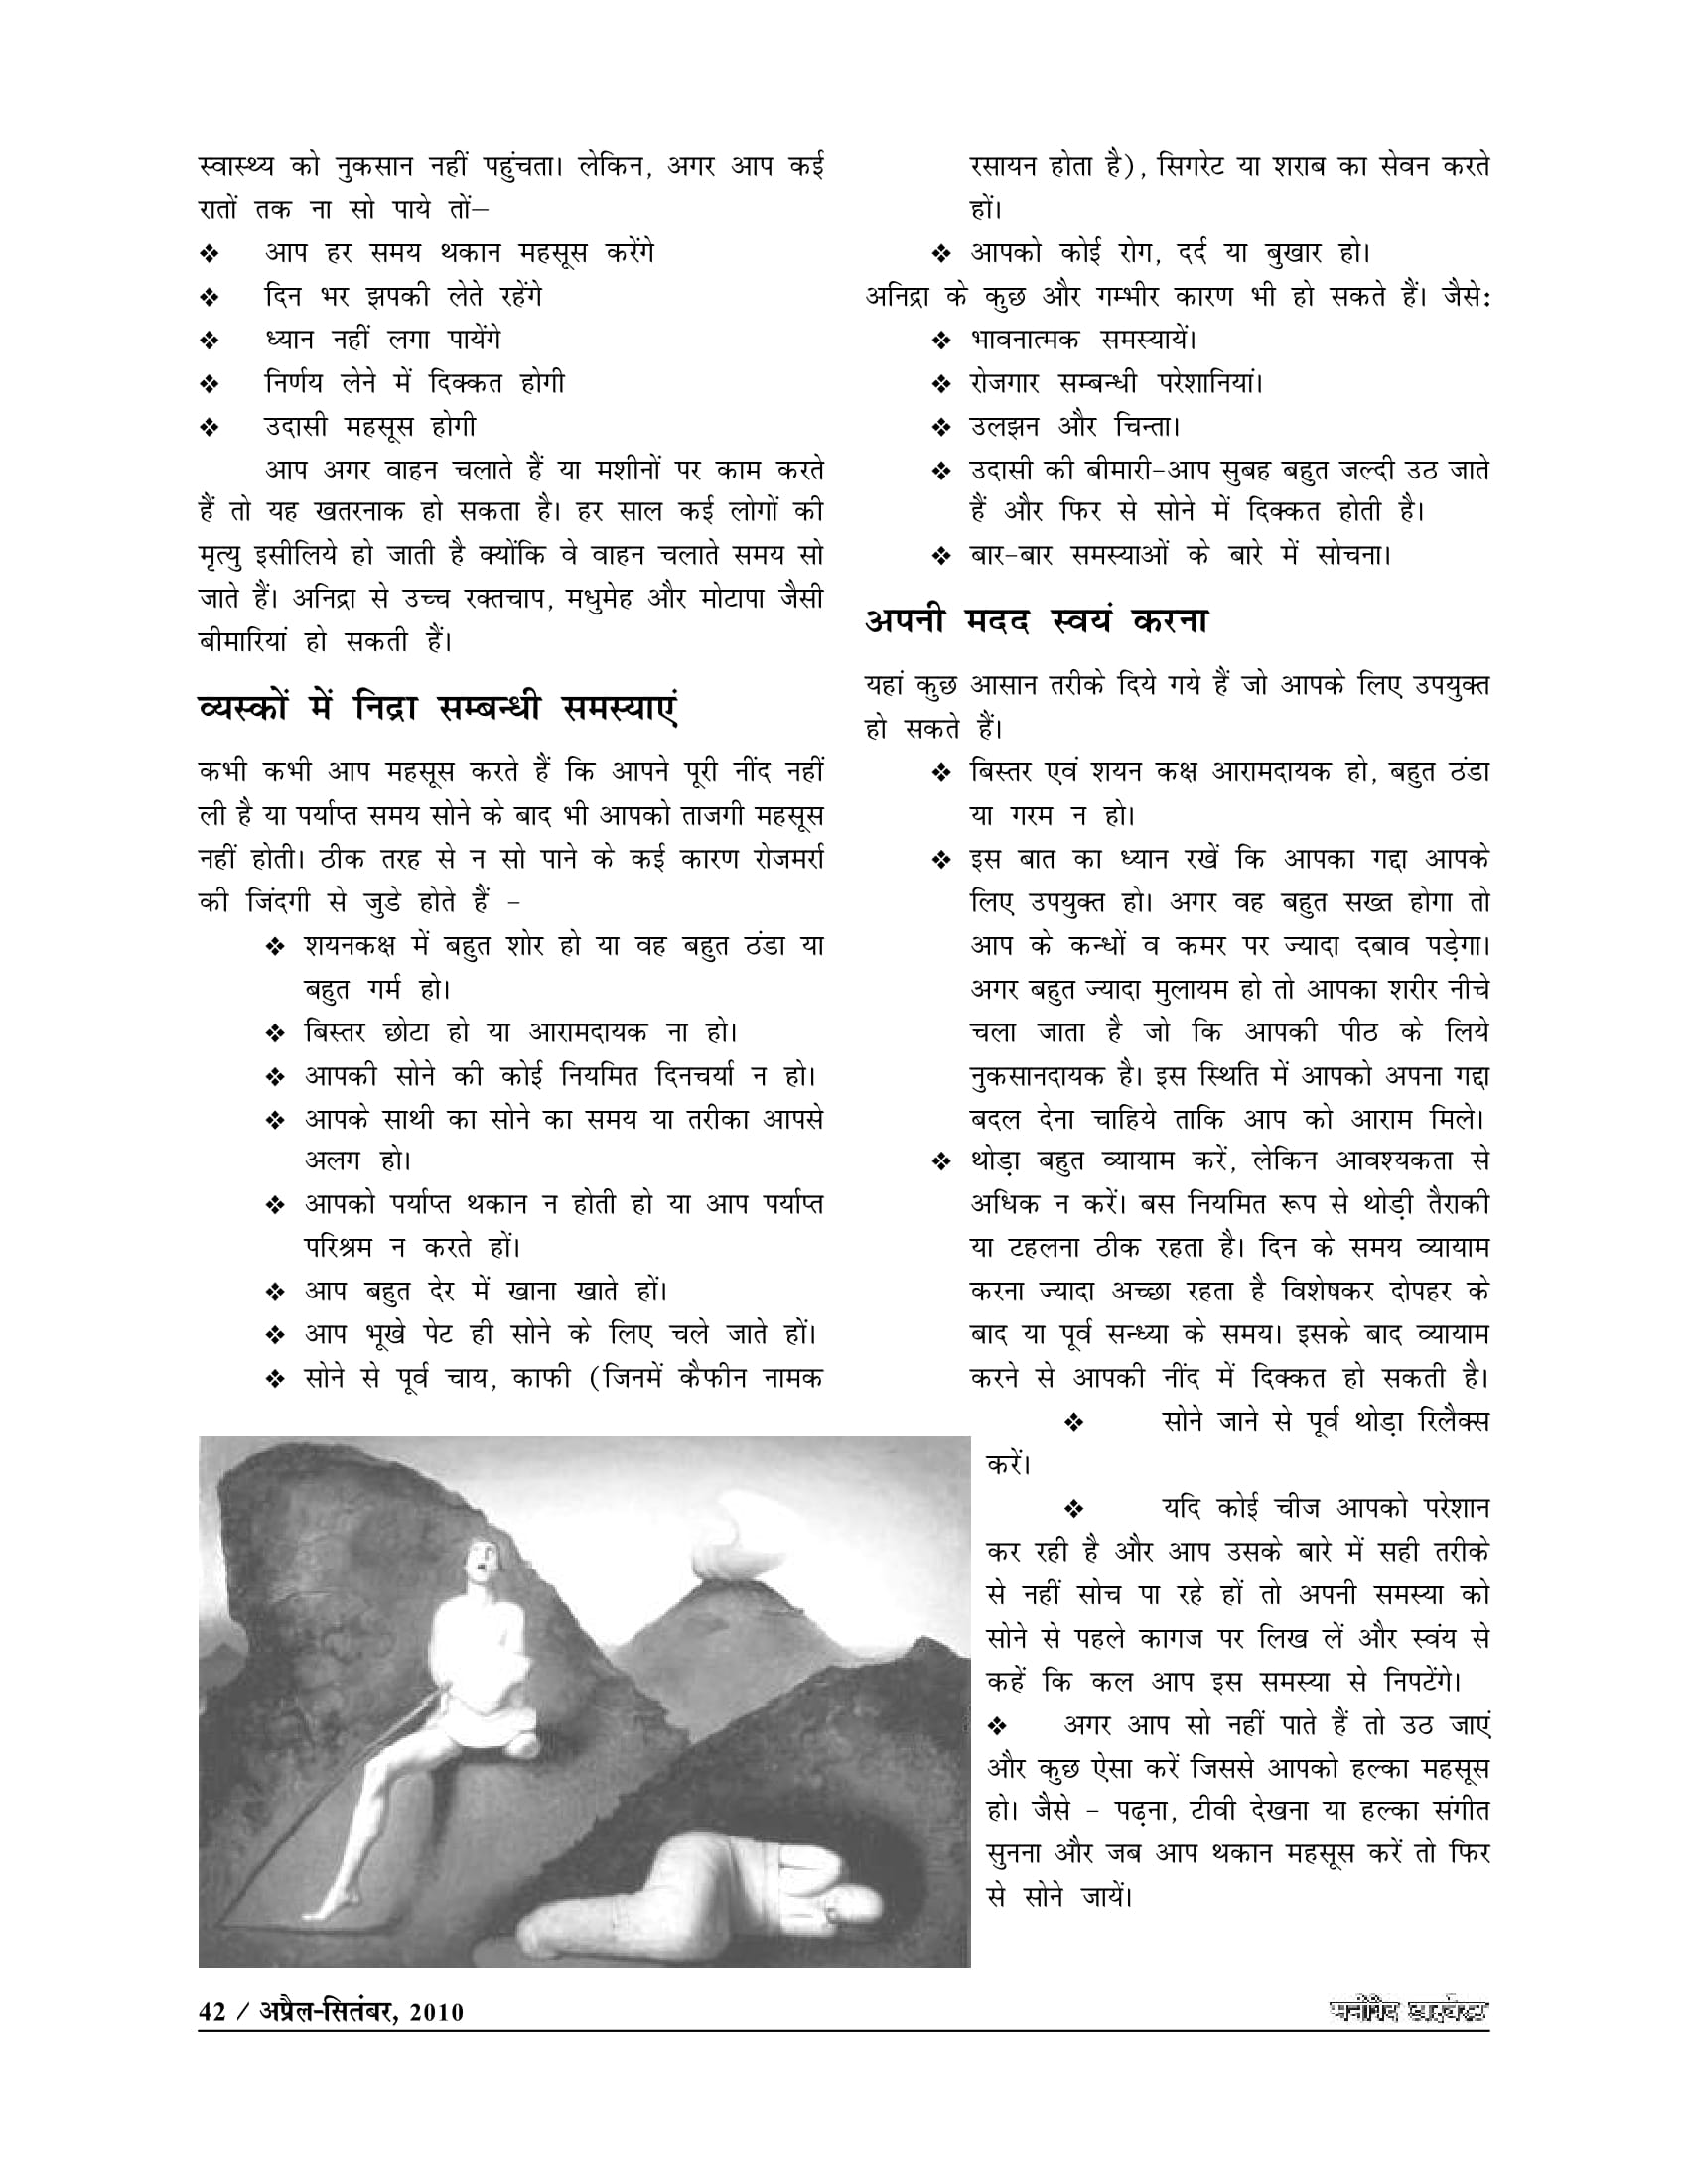 स्वास्थ्य को नुकसान नहीं पहुंचता। लेकिन, अगर आप कई
रातों तक ना सो पाये तों–
❖ आप हर समय थकान महसूस करेंगे
❖ दिन भर झपकी लेते रहेंगे
❖ ध्यान नहीं लगा पायेंगे
❖ निर्णय लेने में दिक्कत होगी
❖ उदासी महसूस होगी
आप अगर वाहन चलाते हैं या मशीनों पर काम करते
हैं तो यह खतरनाक हो सकता है। हर साल कई लोगों की
मृत्यु इसीलिये हो जाती है क्योंकि वे वाहन चलाते समय सो
जाते हैं। अनिद्रा से उच्च रक्तचाप, मधुमेह और मोटापा जैसी
बीमारियां हो सकती हैं।
व्यस्कों में निद्रा सम्बन्धी समस्याएं
कभी कभी आप महसूस करते हैं कि आपने पूरी नींद नहीं
ली है या पर्याप्त समय सोने के बाद भी आपको ताजगी महसूस
नहीं होती। ठीक तरह से न सो पाने के कई कारण रोजमर्रा
की जिंदगी से जुडे होते हैं -
❖ शयनकक्ष में बहुत शोर हो या वह बहुत ठंडा या
बहुत गर्म हो।
❖ बिस्तर छोटा हो या आरामदायक ना हो।
❖ आपकी सोने की कोई नियमित दिनचर्या न हो।
❖ आपके साथी का सोने का समय या तरीका आपसे
अलग हो।
❖ आपको पर्याप्त थकान न होती हो या आप पर्याप्त
परिश्रम न करते हों।
❖ आप बहुत देर में खाना खाते हों।
❖ आप भूखे पेट ही सोने के लिए चले जाते हों।
❖ सोने से पूर्व चाय, काफी (जिनमें कैफीन नामक
रसायन होता है), सिगरेट या शराब का सेवन करते
हों।
❖ आपको कोई रोग, दर्द या बुखार हो।
अनिद्रा के कुछ और गम्भीर कारण भी हो सकते हैं। जैसे:
❖ भावनात्मक समस्यायें।
❖ रोजगार सम्बन्धी परेशानियां।
❖ उलझन और चिन्ता।
❖ उदासी की बीमारी-आप सुबह बहुत जल्दी उठ जाते
हैं और फिर से सोने में दिक्कत होती है।
❖ बार-बार समस्याओं के बारे में सोचना।
अपनी मदद स्वयं करना
यहां कुछ आसान तरीके दिये गये हैं जो आपके लिए उपयुक्त
हो सकते हैं।
❖ बिस्तर एवं शयन कक्ष आरामदायक हो, बहुत ठंडा
या गरम न हो।
❖ इस बात का ध्यान रखें कि आपका गद्दा आपके
लिए उपयुक्त हो। अगर वह बहुत सख्त होगा तो
आप के कन्धों व कमर पर ज्यादा दबाव पड़ेगा।
अगर बहुत ज्यादा मुलायम हो तो आपका शरीर नीचे
चला जाता है जो कि आपकी पीठ के लिये
नुकसानदायक है। इस स्थिति में आपको अपना गद्दा
बदल देना चाहिये ताकि आप को आराम मिले।
❖ थोड़ा बहुत व्यायाम करें, लेकिन आवश्यकता से
अधिक न करें। बस नियमित रूप से थोड़ी तैराकी
या टहलना ठीक रहता है। दिन के समय व्यायाम
करना ज्यादा अच्छा रहता है विशेषकर दोपहर के
बाद या पूर्व सन्ध्या के समय। इसके बाद व्यायाम
करने से आपकी नींद में दिक्कत हो सकती है।
❖ सोने जाने से पूर्व थोड़ा रिलैक्स
करें।
❖ यदि कोई चीज आपको परेशान
कर रही है और आप उसके बारे में सही तरीके
से नहीं सोच पा रहे हों तो अपनी समस्या को
सोने से पहले कागज पर लिख लें और स्वंय से
कहें कि कल आप इस समस्या से निपटेंगे।
❖ अगर आप सो नहीं पाते हैं तो उठ जाएं
और कुछ ऐसा करें जिससे आपको हल्का महसूस
हो। जैसे - पढ़ना, टीवी देखना या हल्का संगीत
सुनना और जब आप थकान महसूस करें तो फिर
से सोने जायें।
42 / अप्रैल-सितंबर, 2010